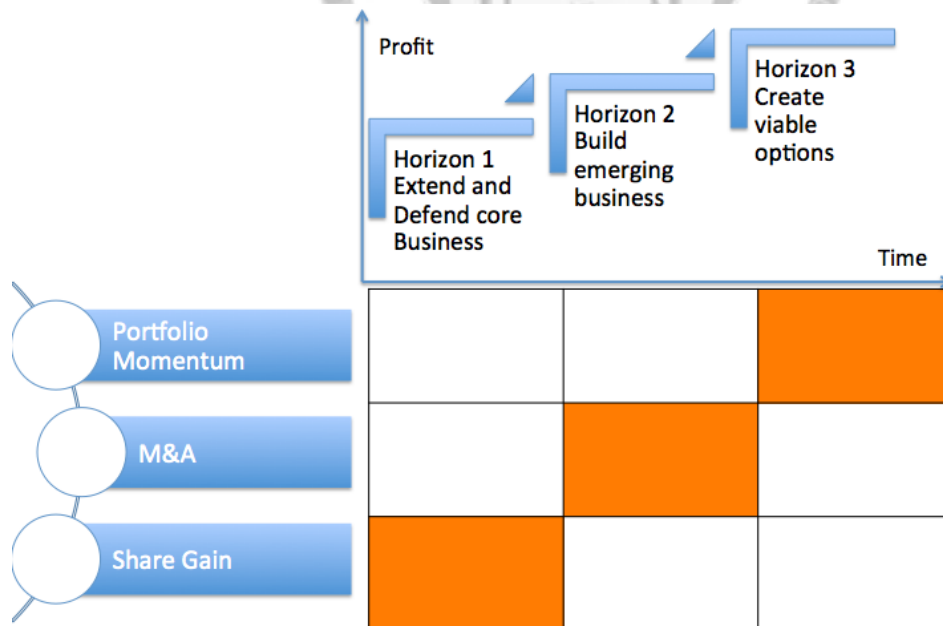 Profit
Horizon 1
Extend and
Defend core
Business
Horizon 2
Build
emerging
business
Horizon 3
Create
viable
options
Time
Portfolio
Momentum
M&A
Share Gain